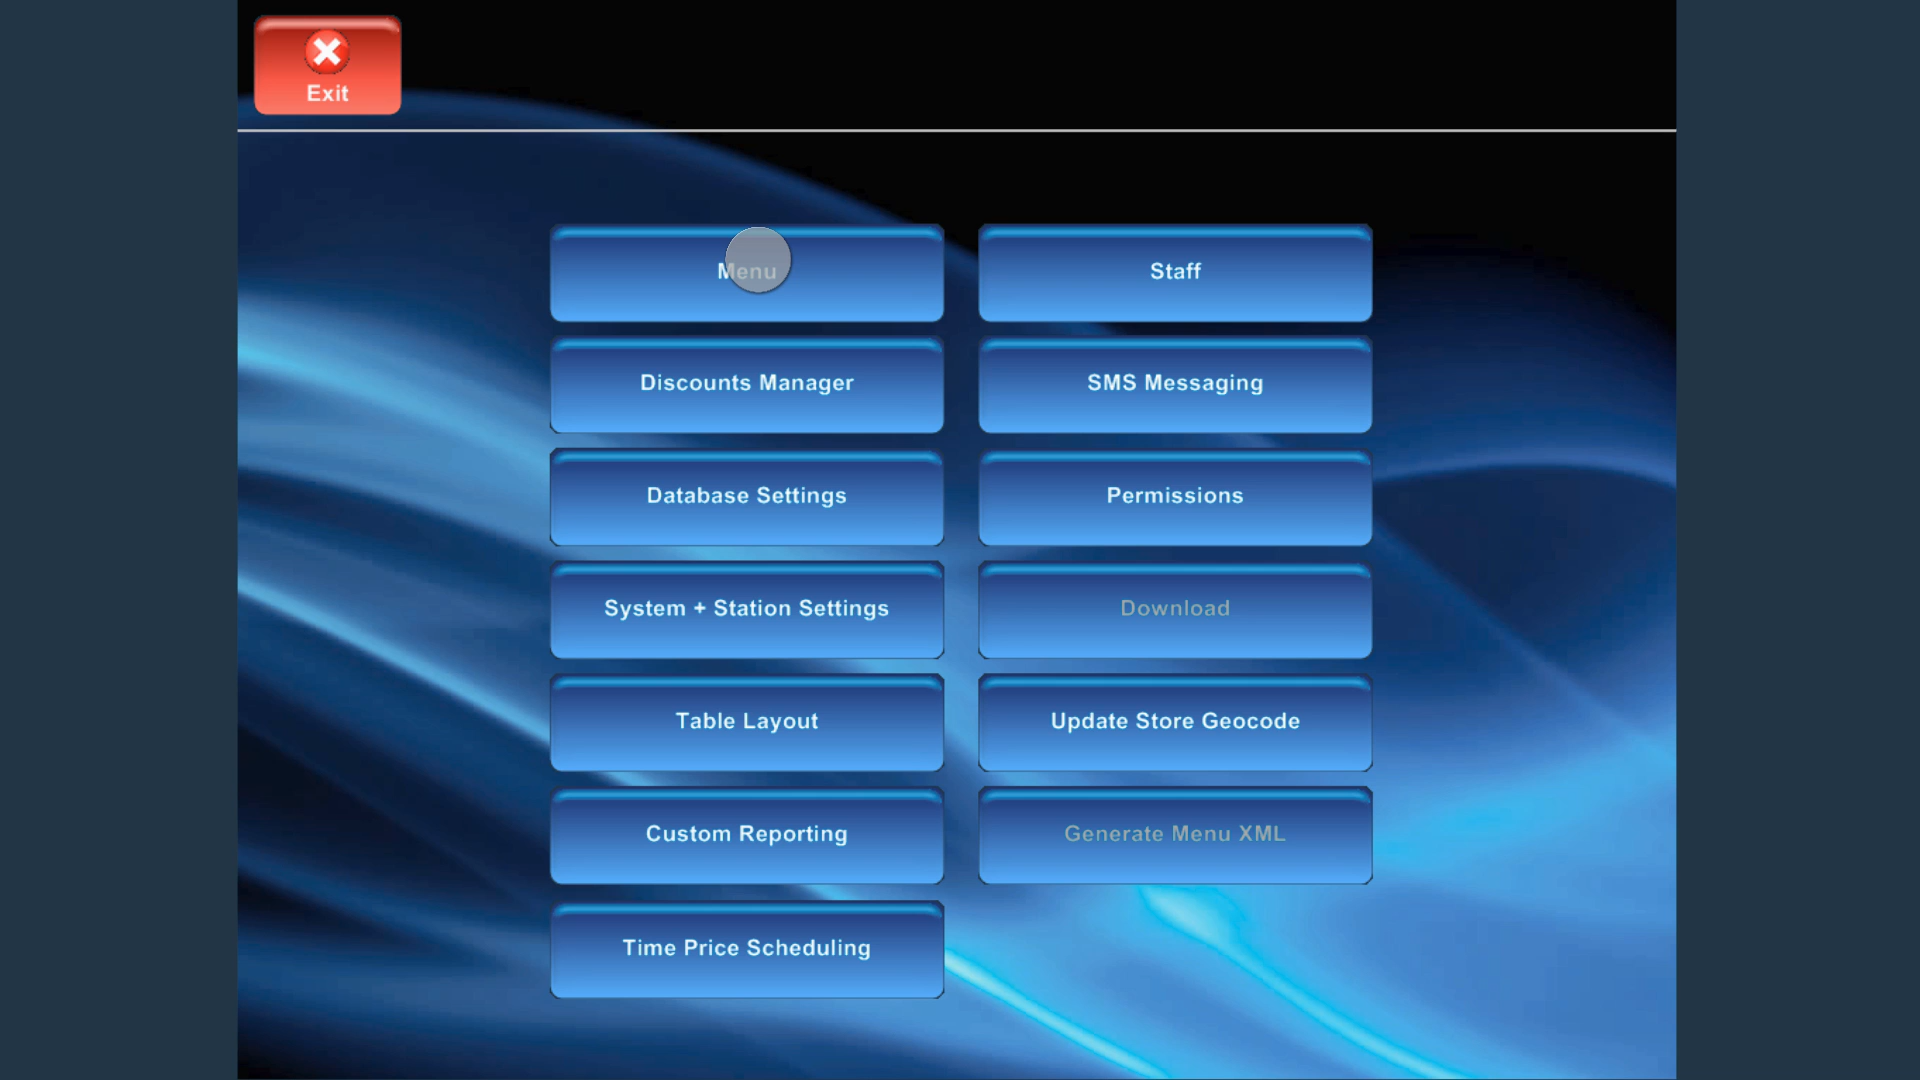 Exit
Menu
Staff
Discounts Manager
SMS Messaging
Database Settings
Permissions
System + Station Settings
Download
Table Layout
Update Store Geocode
Custom Reporting
Generate Menu XML
Time Price Scheduling